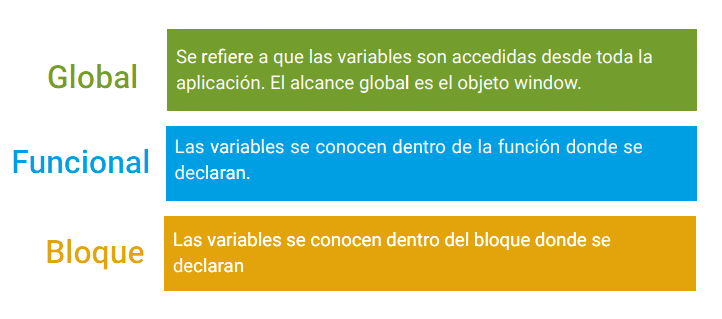 Global
Se refiere a que las variables son accedidas desde toda la
aplicación. El alcance global es el objeto window.
Funcional
Las variables se conocen dentro de la función donde se
declaran.
Bloque
Las variables se conocen dentro del bloque donde se
declaran